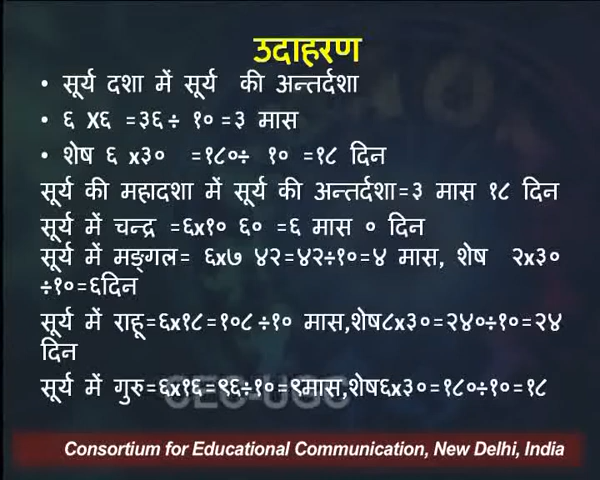 उदाहरण
• सूर्य दशा में सूर्य की अन्तर्दशा
• ६ X६ =३६÷ १०=३ मास
• शेष ६ x३० =१८०÷ १० =१८ दिन
सूर्य की महादशा में सूर्य की अन्तर्दशा=३ मास १८ दिन
सूर्य में चन्द्र =६x१० ६० =६ मास ० दिन
सूर्य में मङ्गल= ६x७ ४२=४२÷१०=४ मास, शेष २x३०
÷१०=६दिन
सूर्य में राहू=६x१८=१०८÷१० मास,शेष८x३०=२४०÷१०=२४
दिन
सूर्य में गुरु=६x१६=९६÷१०=९मास,शेष६x३०=१८०÷१०=१८
CEC-UGC
Consortium for Educational Communication, New Delhi, India